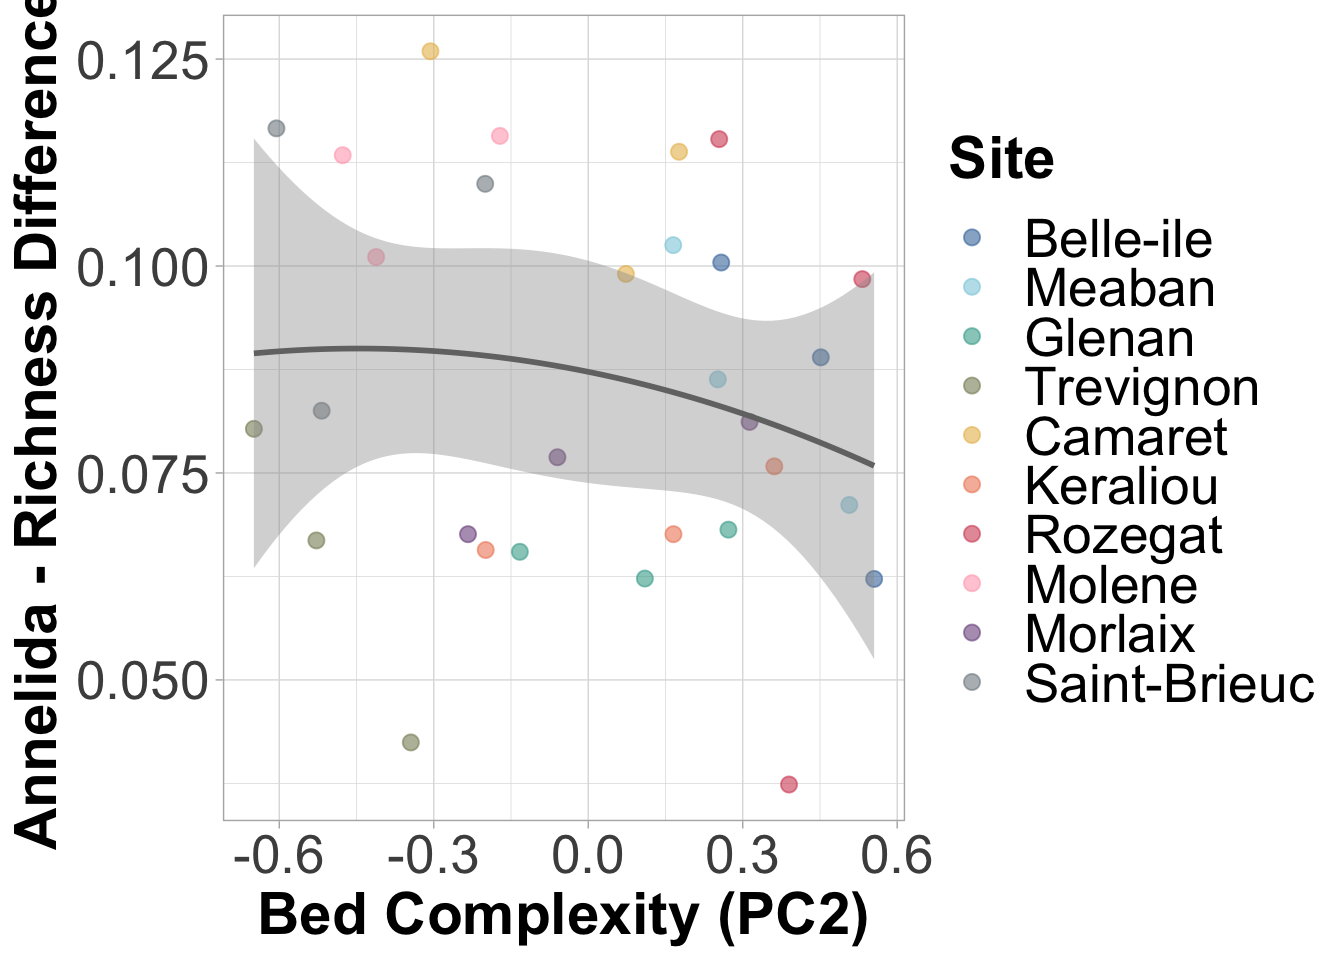 Annelida - Richness Difference
0.125
0.100
0.075
0.050
-0.6 -0.3 0.0 0.3 0.6
Bed Complexity (PC2)
Site
Belle-ile
Meaban
Glenan
Trevignon
Camaret
Keraliou
Rozegat
Molene
Morlaix
Saint-Brieuc